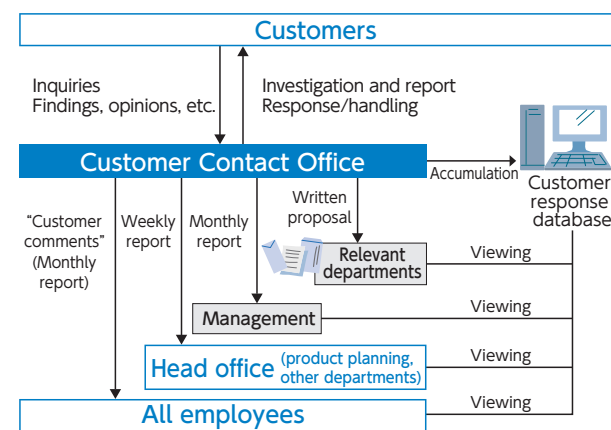 Customers
Inquiries
Findings, opinions, etc.
Investigation and report
Response/handling
Customer Contact Office
Accumulation
Customer
response
database
"Customer
comments"
(Monthly
report)
Weekly
report
Monthly
report
Written
proposal
Relevant
departments
Viewing
Management
Viewing
Head office (product planning,
other departments)
Viewing
All employees
Viewing